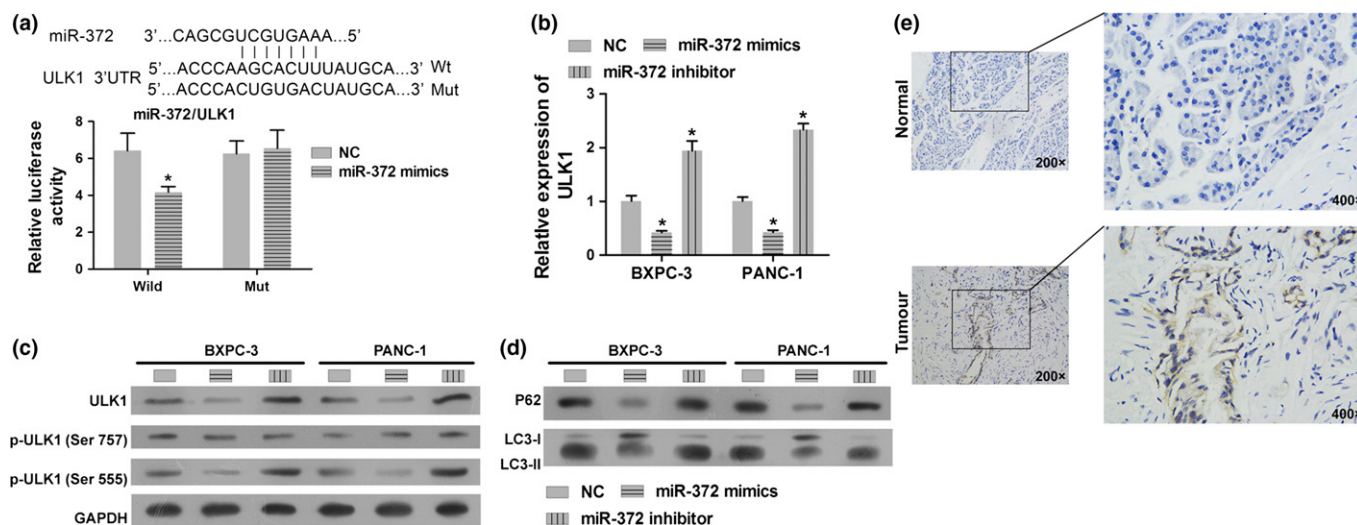 (a)
miR-372 3'...CAGCGUCGUGAAA...5'
ULK1 3'UTR
5'...ACCCAAGCACUUUAUGCA...3' Wt
5'...ACCCACUGUGACUAUGCA...3' Mut
miR-372/ULK1
Relative luciferase
activity
8
6
4
2
0
*
Wild Mut
NC
miR-372 mimics
(b)
NC miR-372 mimics
miR-372 inhibitor
Relative expression of
ULK1
3
2
1
0
* * * *
BXPC-3 PANC-1
(c)
BXPC-3 PANC-1
ULK1
p-ULK1 (Ser 757)
p-ULK1 (Ser 555)
GAPDH
(d)
BXPC-3 PANC-1
P62
LC3-I
LC3-II
NC miR-372 mimics
miR-372 inhibitor
(e)
Normal
200×
400×
Tumour
200×
400×